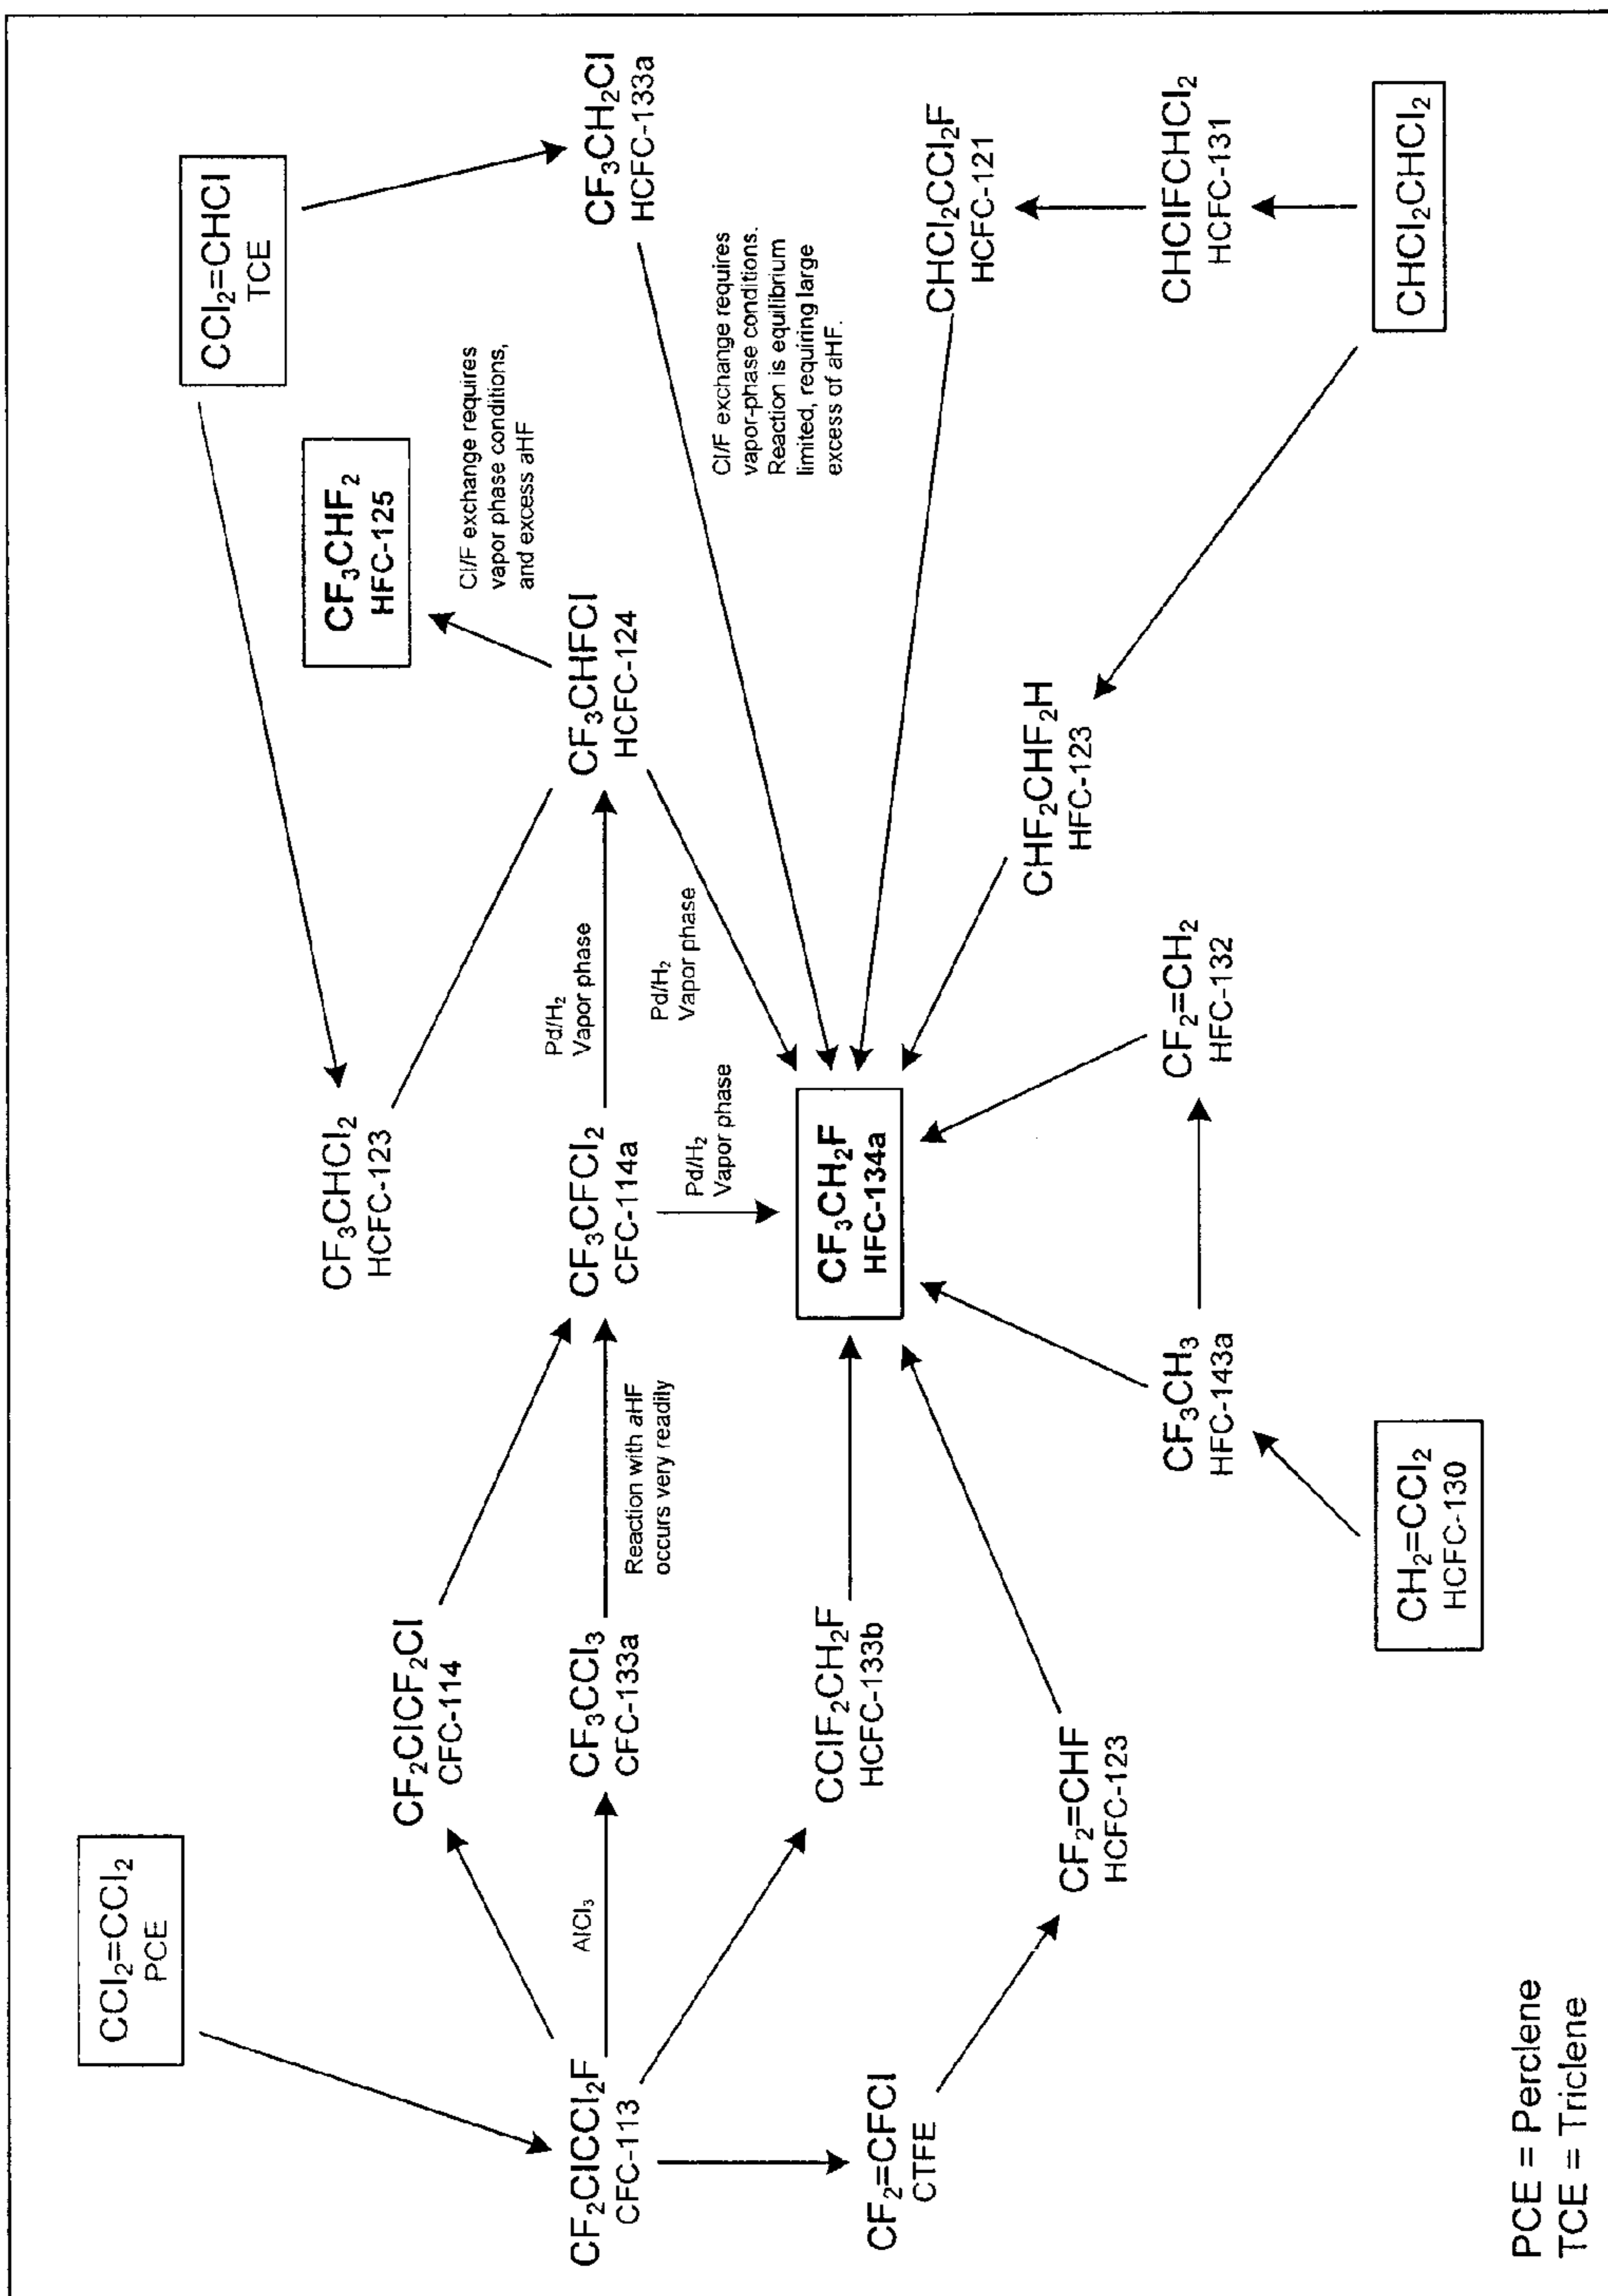 CCl₂=CCl₂
PCE
CCl₂=CHCl
TCE
CF₃CHCl₂
HCFC-123
CF₃CHF₂
HFC-125
CF₂ClCF₂Cl
CFC-114
Cl/F exchange requires
vapor phase conditions,
and excess aHF
CF₂ClCCl₂F
CFC-113
AlCl₃
CF₃CCl₃
CFC-133a
Reaction with aHF
occurs very readily
CF₃CFCl₂
CFC-114a
Pd/H₂
Vapor phase
CF₃CHFCl
HCFC-124
CF₃CH₂Cl
HCFC-133a
Pd/H₂
Vapor phase
Pd/H₂
Vapor phase
Cl/F exchange requires
vapor-phase conditions.
Reaction is equilibrium
limited, requiring large
excess of aHF.
CF₂=CFCl
CTFE
CClF₂CH₂F
HCFC-133b
CF₃CH₂F
HFC-134a
CHCl₂CCl₂F
HCFC-121
CF₂=CHF
HCFC-123
CHF₂CHF₂H
HFC-123
CF₃CH₃
HFC-143a
CF₂=CH₂
HFC-132
CHClFCHCl₂
HCFC-131
CH₂=CCl₂
HCFC-130
CHCl₂CHCl₂
PCE = Perclene
TCE = Triclene